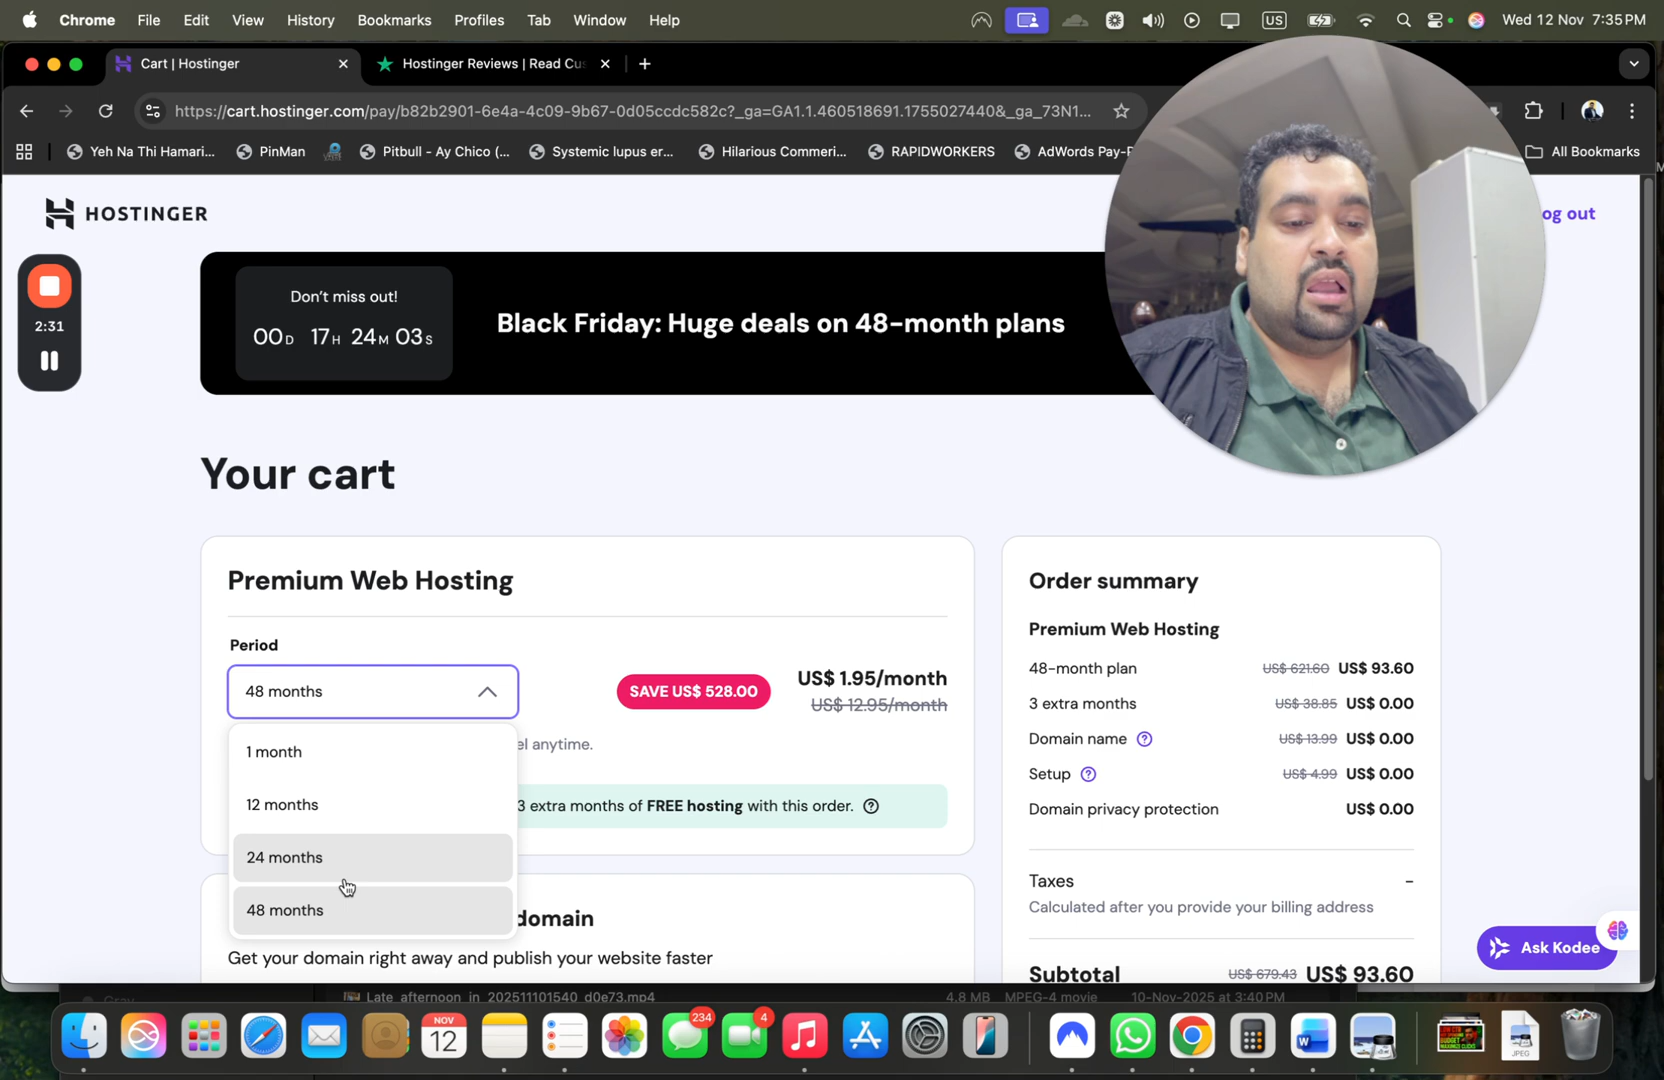 Chrome File Edit View History Bookmarks Profiles Tab Window Help US Wed 12 Nov 7:35 PM
Cart | Hostinger
Hostinger Reviews | Read Cus
https://cart.hostinger.com/pay/b82b2901-6e4a-4c09-9b67-0d05ccdc582c?_ga=GA1.1.460518691.1755027440&_ga_73N1...
Yeh Na Thi Hamari... PinMan Pitbull - Ay Chico (... Systemic lupus er... Hilarious Commeri... RAPIDWORKERS AdWords Pay-P All Bookmarks
HOSTINGER
og out
2:31
Don't miss out!
00D 17H 24M 03S
Black Friday: Huge deals on 48-month plans
Your cart
Premium Web Hosting
Period
48 months
SAVE US$ 528.00
US$ 1.95/month
US$ 12.95/month
1 month
12 months
24 months
48 months
el anytime.
3 extra months of FREE hosting with this order.
domain
Get your domain right away and publish your website faster
Order summary
Premium Web Hosting
48-month plan US$ 621.60 US$ 93.60
3 extra months US$ 38.85 US$ 0.00
Domain name US$ 13.99 US$ 0.00
Setup US$ 4.99 US$ 0.00
Domain privacy protection US$ 0.00
Taxes -
Calculated after you provide your billing address
Subtotal US$ 679.43 US$ 93.60
Ask Kodee
Gray Late_afternoon_in_202511101540_d0e73.mp4 4.8 MB MPEG-4 movie 10-Nov-2025 at 3:40 PM
NOV
12
234
4
JPEG